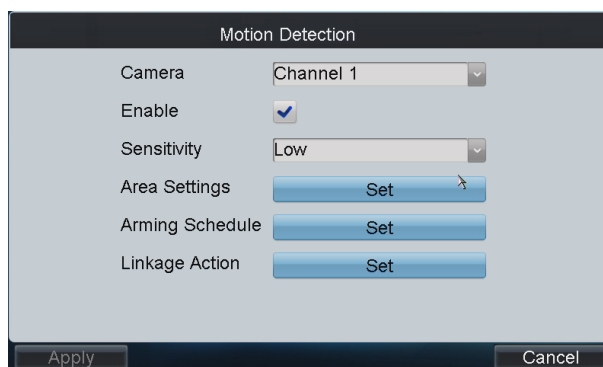 Motion Detection
Camera Channel 1
Enable
Sensitivity Low
Area Settings Set
Arming Schedule Set
Linkage Action Set
Apply Cancel